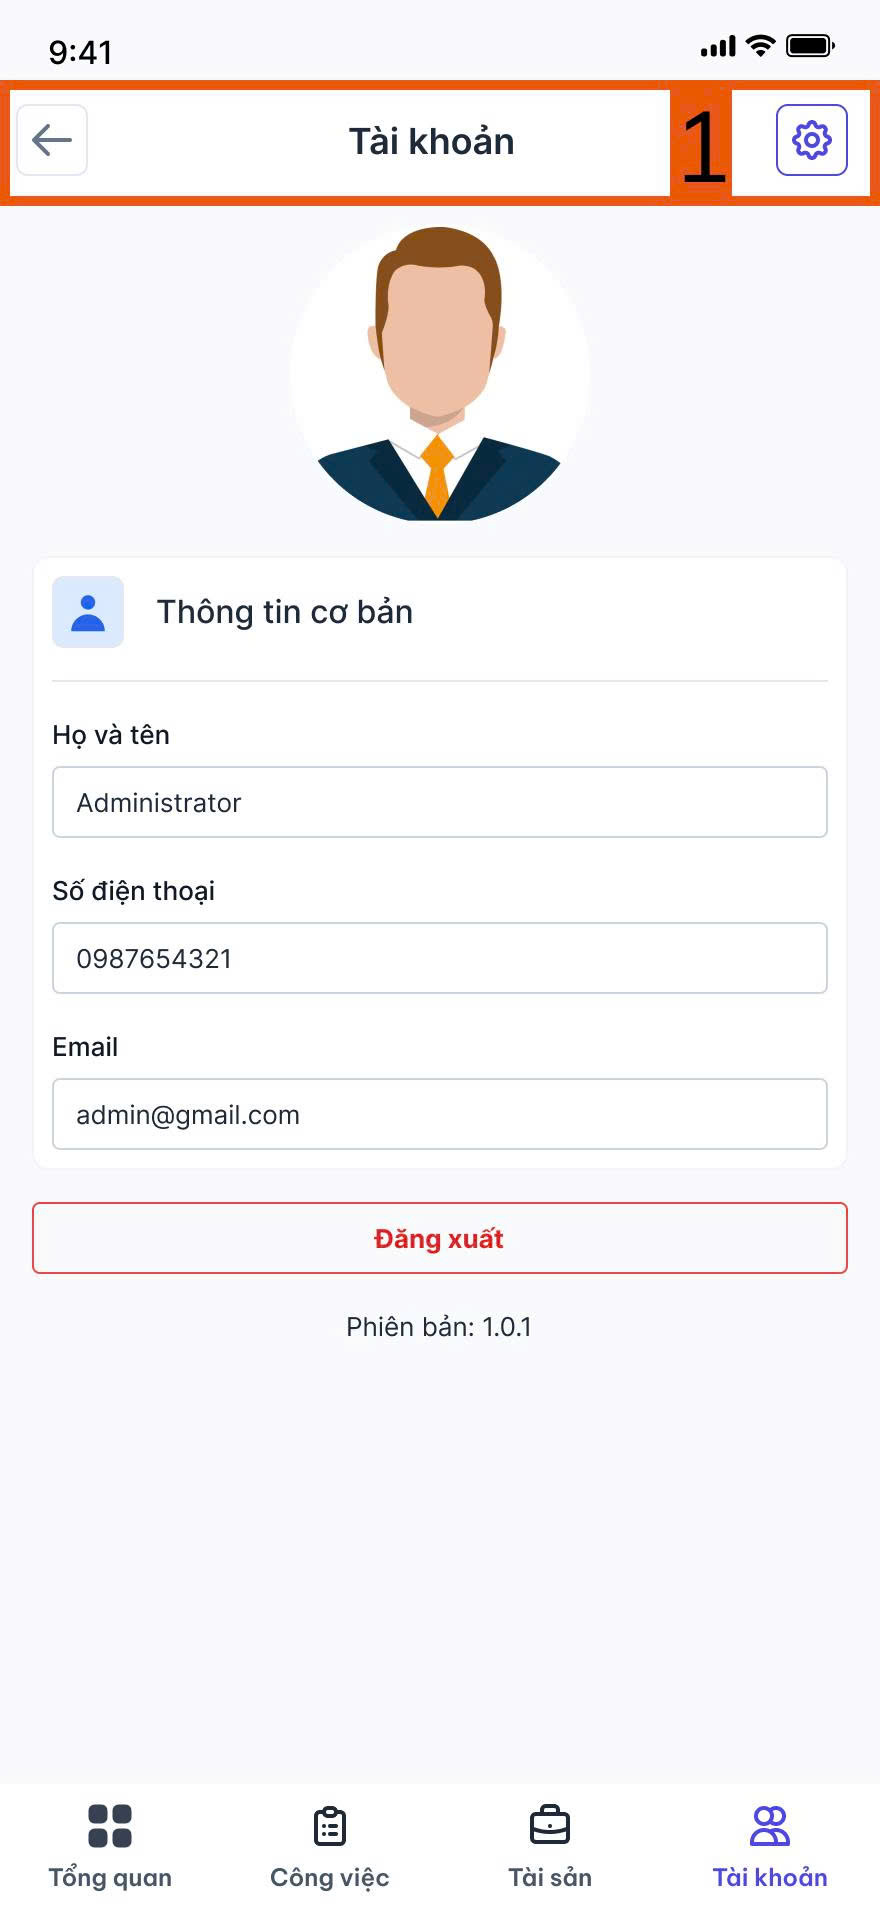 9:41
Tài khoản
1
Thông tin cơ bản
Họ và tên
Administrator
Số điện thoại
0987654321
Email
admin@gmail.com
Đăng xuất
Phiên bản: 1.0.1
Tổng quan
Công việc
Tài sản
Tài khoản